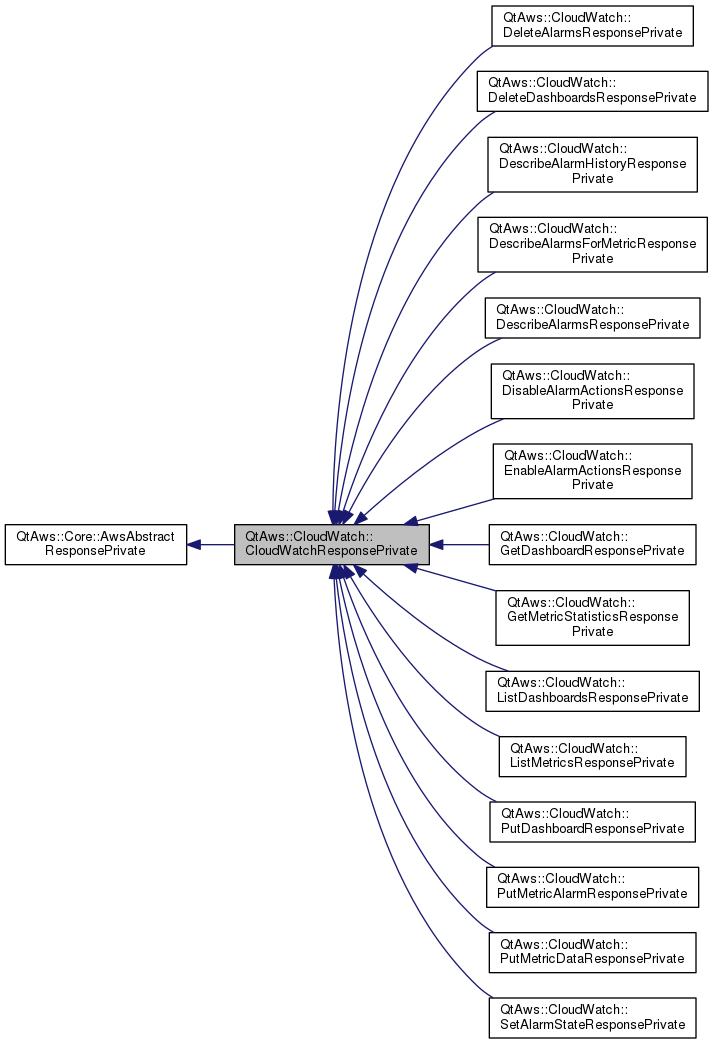 QtAws::CloudWatch::
DeleteAlarmsResponsePrivate
QtAws::CloudWatch::
DeleteDashboardsResponsePrivate
QtAws::CloudWatch::
DescribeAlarmHistoryResponse
Private
QtAws::CloudWatch::
DescribeAlarmsForMetricResponse
Private
QtAws::CloudWatch::
DescribeAlarmsResponsePrivate
QtAws::CloudWatch::
DisableAlarmActionsResponse
Private
QtAws::CloudWatch::
EnableAlarmActionsResponse
Private
QtAws::Core::AwsAbstract
ResponsePrivate
QtAws::CloudWatch::
CloudWatchResponsePrivate
QtAws::CloudWatch::
GetDashboardResponsePrivate
QtAws::CloudWatch::
GetMetricStatisticsResponse
Private
QtAws::CloudWatch::
ListDashboardsResponsePrivate
QtAws::CloudWatch::
ListMetricsResponsePrivate
QtAws::CloudWatch::
PutDashboardResponsePrivate
QtAws::CloudWatch::
PutMetricAlarmResponsePrivate
QtAws::CloudWatch::
PutMetricDataResponsePrivate
QtAws::CloudWatch::
SetAlarmStateResponsePrivate